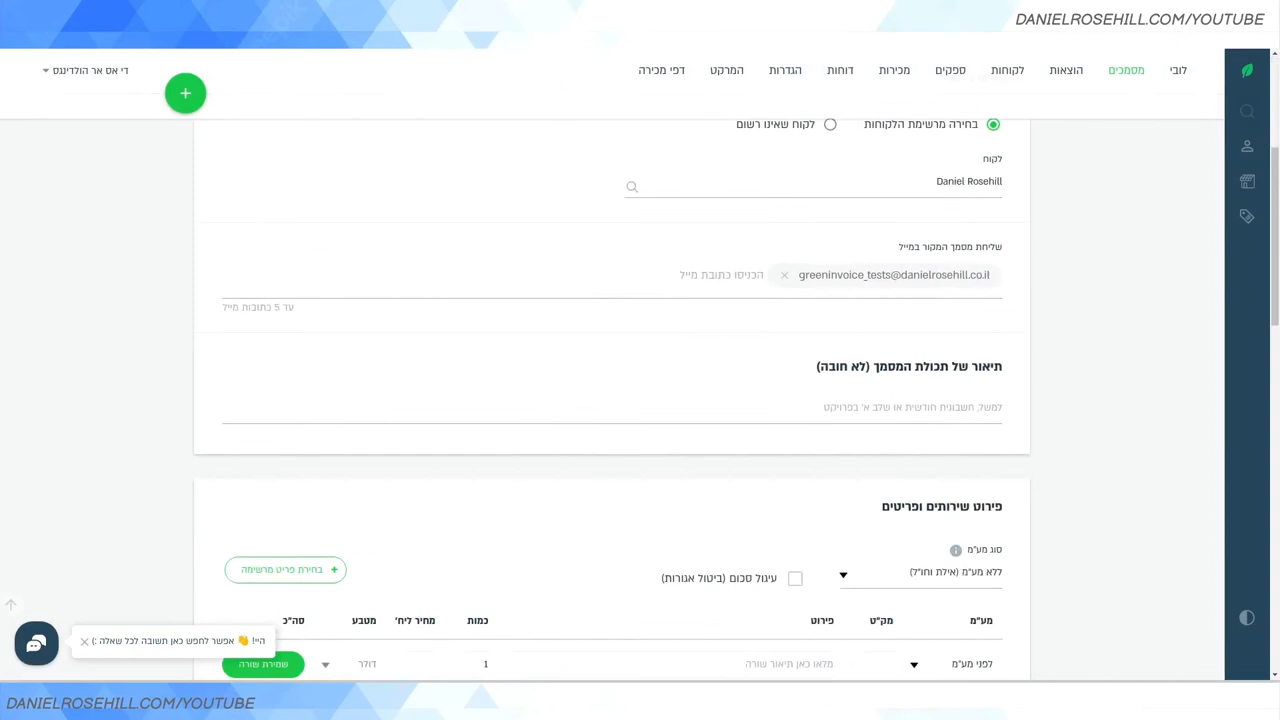 DANIELROSEHILL.COM/YOUTUBE
לובי
מסמכים
הוצאות
לקוחות
ספקים
מכירות
דוחות
הגדרות
המרקט
דפי מכירה
די אס אר הולדינגס
+
בחירה מרשימת הלקוחות
לקוח שאינו רשום
לקוח
Daniel Rosehill
שליחת מסמך המקור במייל
greeninvoice_tests@danielrosehill.co.il
הכניסו כתובת מייל
עד 5 כתובות מייל
תיאור של תכולת המסמך (לא חובה)
למשל, חשבונית חודשית או שלב א' בפרויקט
פירוט שירותים ופריטים
סוג מע"מ
ללא מע"מ (אילת וחו"ל)
עיגול סכום (ביטול אגורות)
+ בחירת פריט מרשימה
מע"מ
מק"ט
פירוט
כמות
מחיר ליח'
מטבע
סה"כ
היי! 👋 אפשר לחפש כאן תשובה לכל שאלה :)
לפני מע"מ
מלאו כאן תיאור שורה
1
דולר
שמירת שורה
DANIELROSEHILL.COM/YOUTUBE